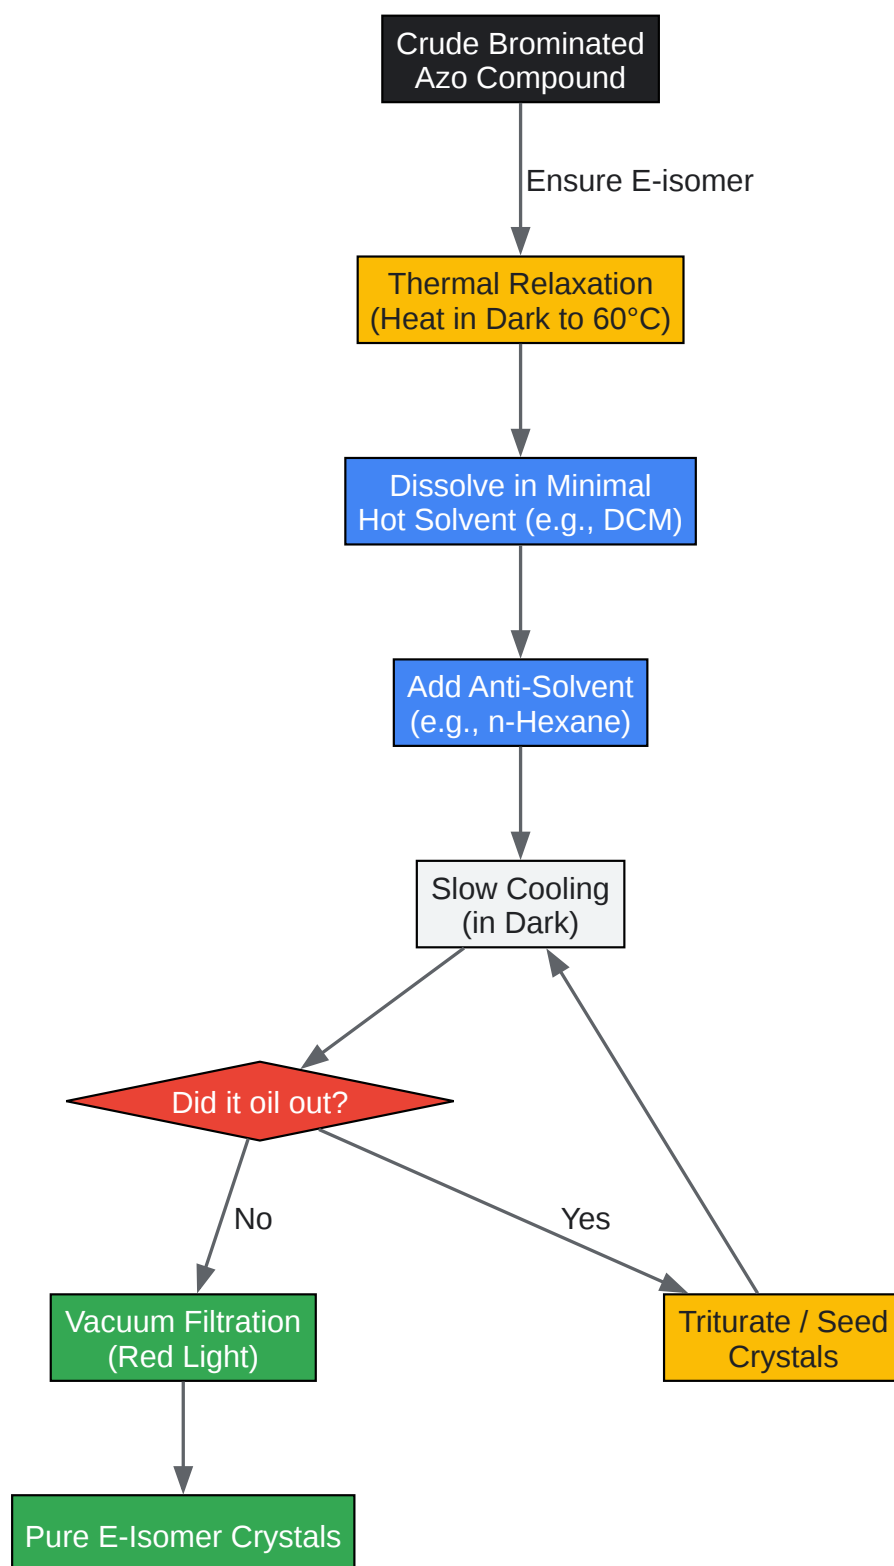 Crude Brominated
Azo Compound
Ensure E-isomer
Thermal Relaxation
(Heat in Dark to 60°C)
Dissolve in Minimal
Hot Solvent (e.g., DCM)
Add Anti-Solvent
(e.g., n-Hexane)
Slow Cooling
(in Dark)
Did it oil out?
No
Yes
Vacuum Filtration
(Red Light)
Triturate / Seed
Crystals
Pure E-Isomer Crystals